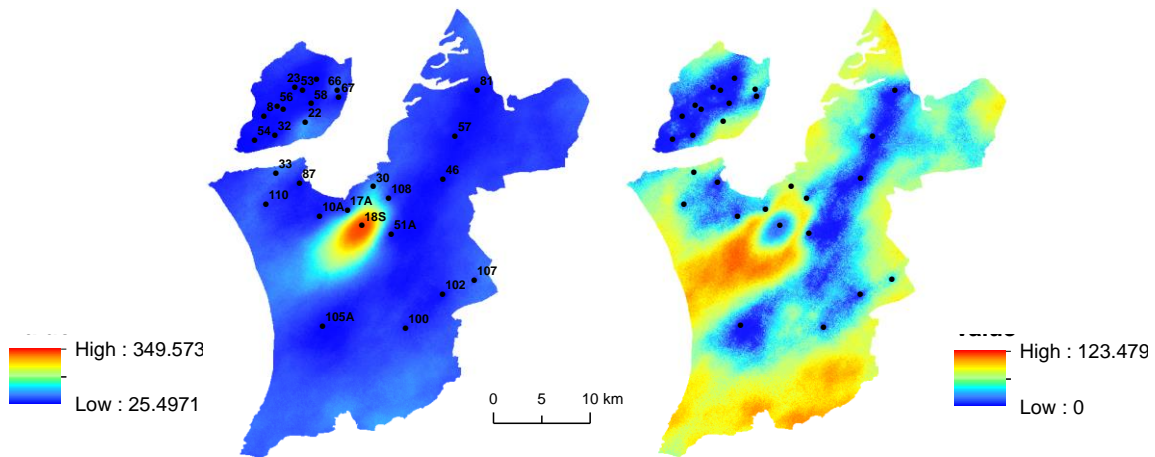 81
23 53 66
67
8 56 58
22
54 32
57
33
87 30 46
110 108
10A 17A
18S
51A
107
102
105A 100
High : 349.573
Low : 25.4971
0 5 10 km
High : 123.479
Low : 0